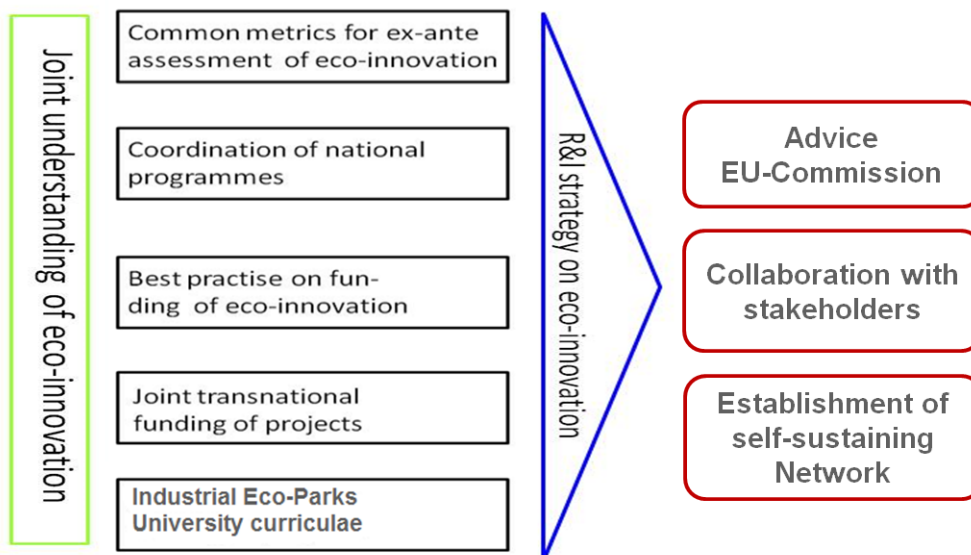 Joint understanding of eco-innovation
Common metrics for ex-ante
assessment of eco-innovation
Coordination of national
programmes
Best practise on fun-
ding of eco-innovation
Joint transnational
funding of projects
Industrial Eco-Parks
University curriculae
R&I strategy on eco-innovation
Advice
EU-Commission
Collaboration with
stakeholders
Establishment of
self-sustaining
Network